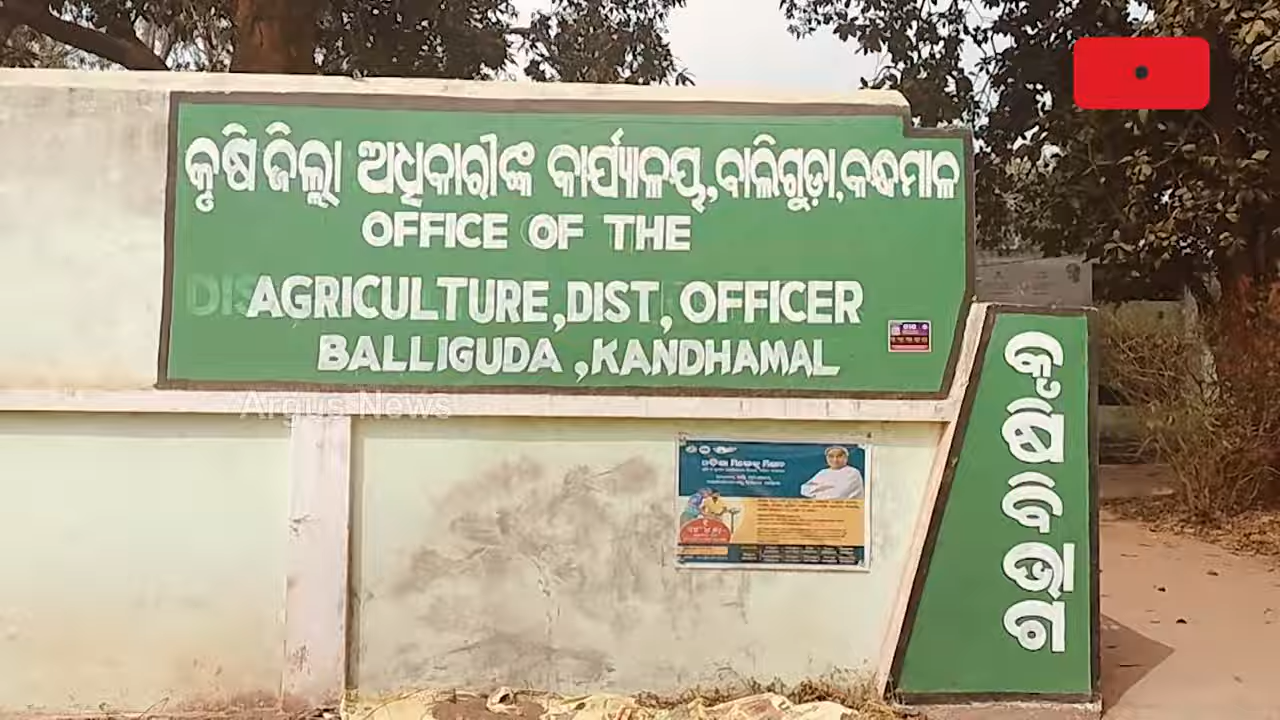 କୃଷି ଜିଲ୍ଲା ଅଧିକାରୀଙ୍କ କାର୍ଯ୍ୟାଳୟ,ବାଲିଗୁଡ଼ା,କନ୍ଧମାଳ
OFFICE OF THE
AGRICULTURE,DIST, OFFICER
BALLIGUDA ,KANDHAMAL
Argus News
କୃଷି ବିଭାଗ